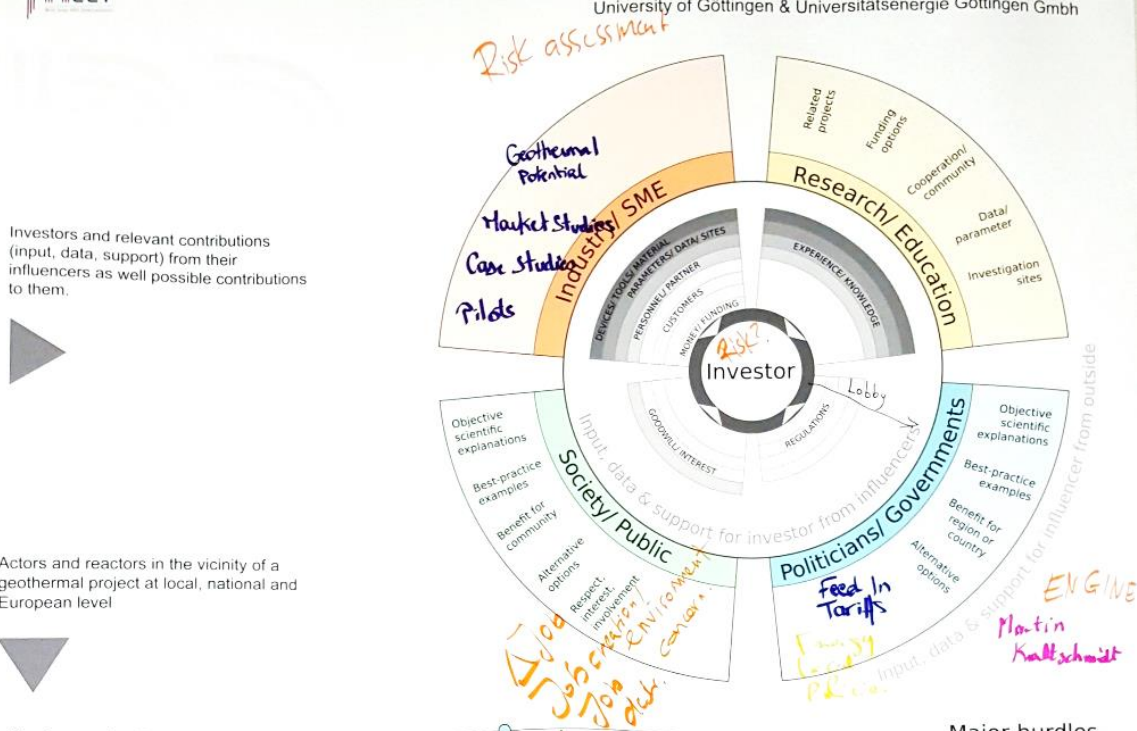 University of Göttingen & Universitätsenergie Göttingen Gmbh
Risk assessment
Investors and relevant contributions
(input, data, support) from their
influencers as well possible contributions
to them.
Actors and reactors in the vicinity of a
geothermal project at local, national and
European level
Industry/ SME
Geothermal
Potential
Market Studies
Case Studies
Pilots
Research/ Education
Related
projects
Funding
options
Cooperation/
community
Data/
parameter
Investigation
sites
DEVICES/ TOOLS/ MATERIAL
PARAMETERS/ DATA/ SITES
PERSONNEL/ PARTNER
CUSTOMERS
MONEY/ FUNDING
EXPERIENCE/ KNOWLEDGE
Risk?
Investor
Lobby
GOODWILL/ INTEREST
REGULATIONS
Input, data & support for investor from influencers
Society/ Public
Objective
scientific
explanations
Best-practice
examples
Benefit for
community
Alternative
options
Respect,
interest,
involvement
Job
Job creation/
Job
environment
concer.
Politicians/ Governments
Objective
scientific
explanations
Best-practice
examples
Benefit for
region or
country
Alternative
options
Feed In
Tariffs
Energy
Input, data & support for influencer from outside
ENGINE
Martin
Kaltschmidt
Major hurdles